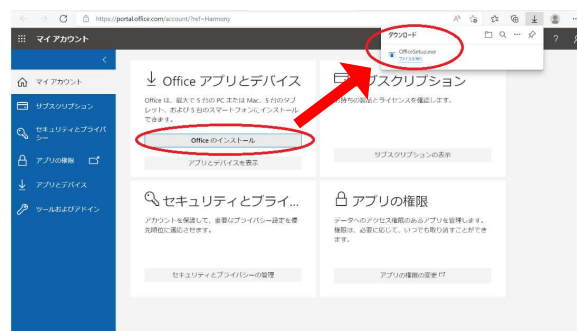 https://portal.office.com/account/?ref=Harmony
マイ アカウント
ダウンロード
OfficeSetup.exe
ファイルを開く
?
マイ アカウント
サブスクリプション
セキュリティとプライバ
シー
アプリの権限
アプリとデバイス
ツールおよびアドイン
Office アプリとデバイス
Office は、最大で 5 台の PC または Mac、5 台のタブ
レット、および 5 台のスマートフォンにインストール
できます。
Office のインストール
アプリとデバイスを表示
ブスクリプション
お持ちの製品とライセンスを確認します。
サブスクリプションの表示
セキュリティとプライ...
アカウントを保護して、重要なプライバシー設定を優
先順位に適応させます。
セキュリティとプライバシーの管理
アプリの権限
データへのアクセス権限のあるアプリを管理します。
権限は、必要に応じて、いつでも取り消すことができ
ます。
アプリの権限の変更